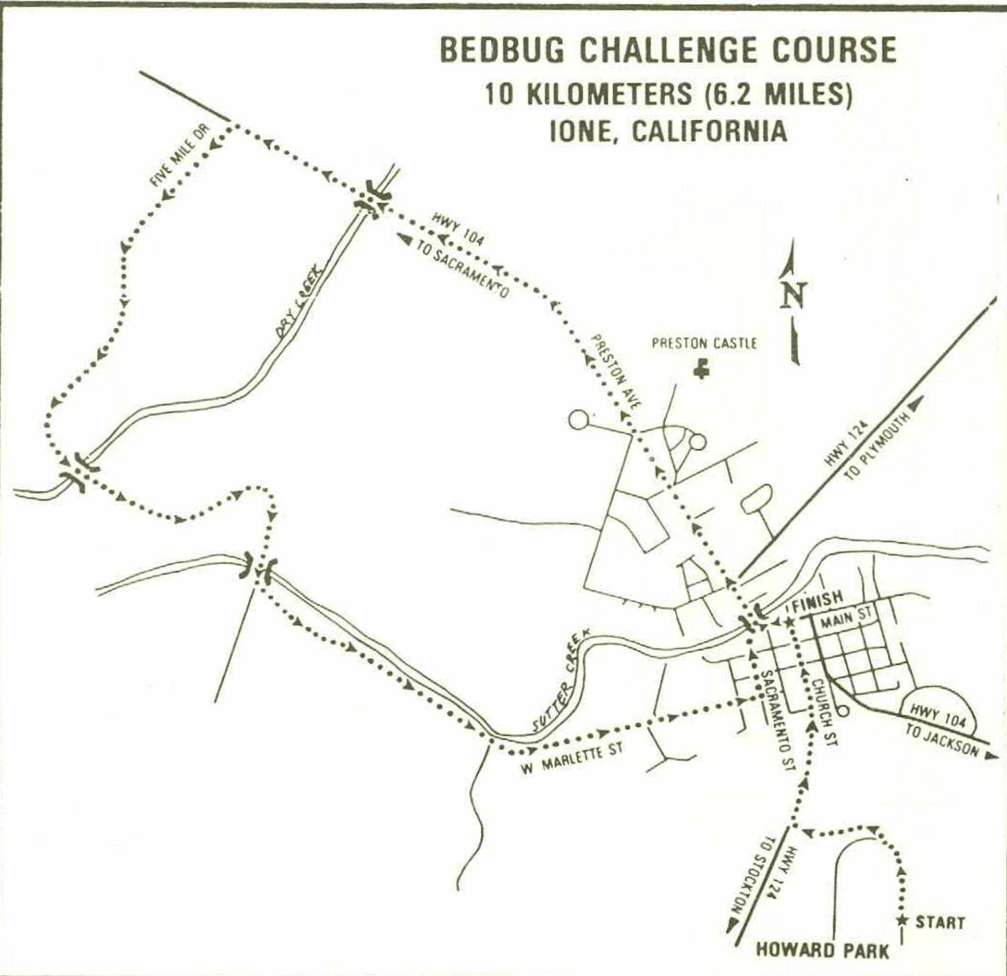 BEDBUG CHALLENGE COURSE
10 KILOMETERS (6.2 MILES)
IONE, CALIFORNIA
FIVE MILE DR
HWY 104
TO SACRAMENTO
DRY CREEK
N
PRESTON CASTLE
PRESTON AVE
HWY 124
TO PLYMOUTH
FINISH
MAIN ST
SUTTER CREEK
SACRAMENTO ST
CHURCH ST
HWY 104
TO JACKSON
W MARLETTE ST
HWY 124
TO STOCKTON
START
HOWARD PARK